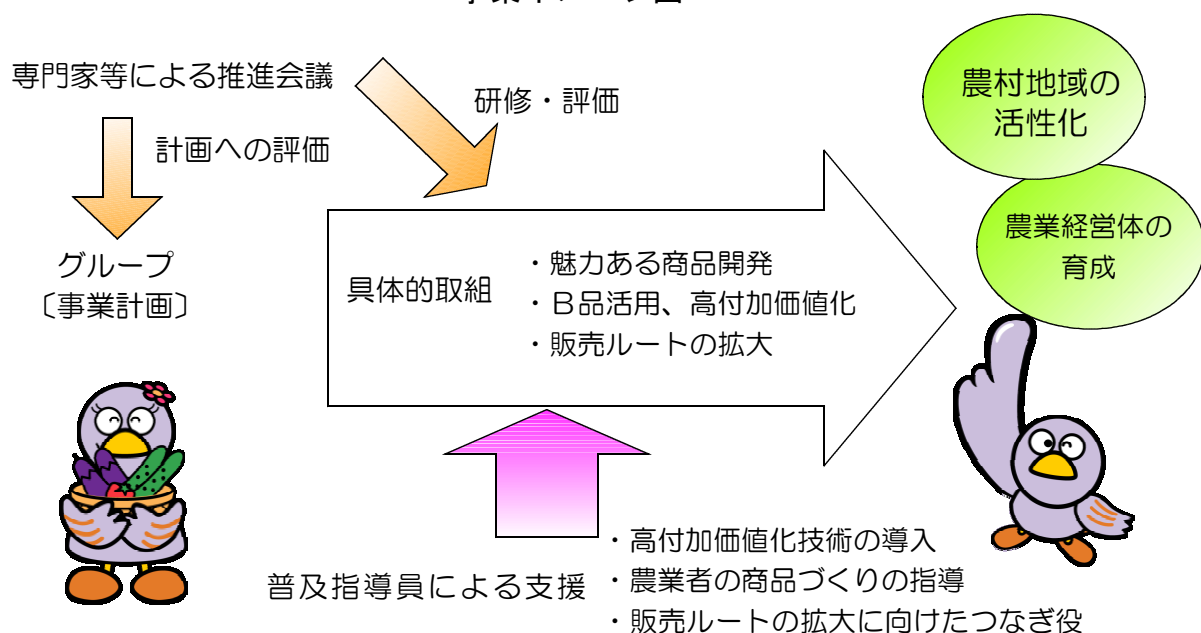 専門家等による推進会議
研修・評価
計画への評価
グループ
〔事業計画〕
具体的取組
・魅力ある商品開発
・Ｂ品活用、高付加価値化
・販売ルートの拡大
農村地域の
活性化
農業経営体の
育成
普及指導員による支援
・高付加価値化技術の導入
・農業者の商品づくりの指導
・販売ルートの拡大に向けたつなぎ役